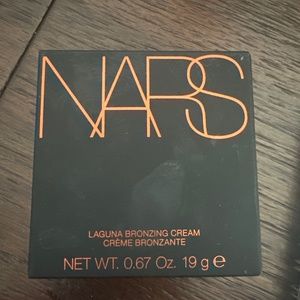 NARS
LAGUNA BRONZING CREAM
CRÈME BRONZANTE
NET WT. 0.67 Oz. 19 g ℮